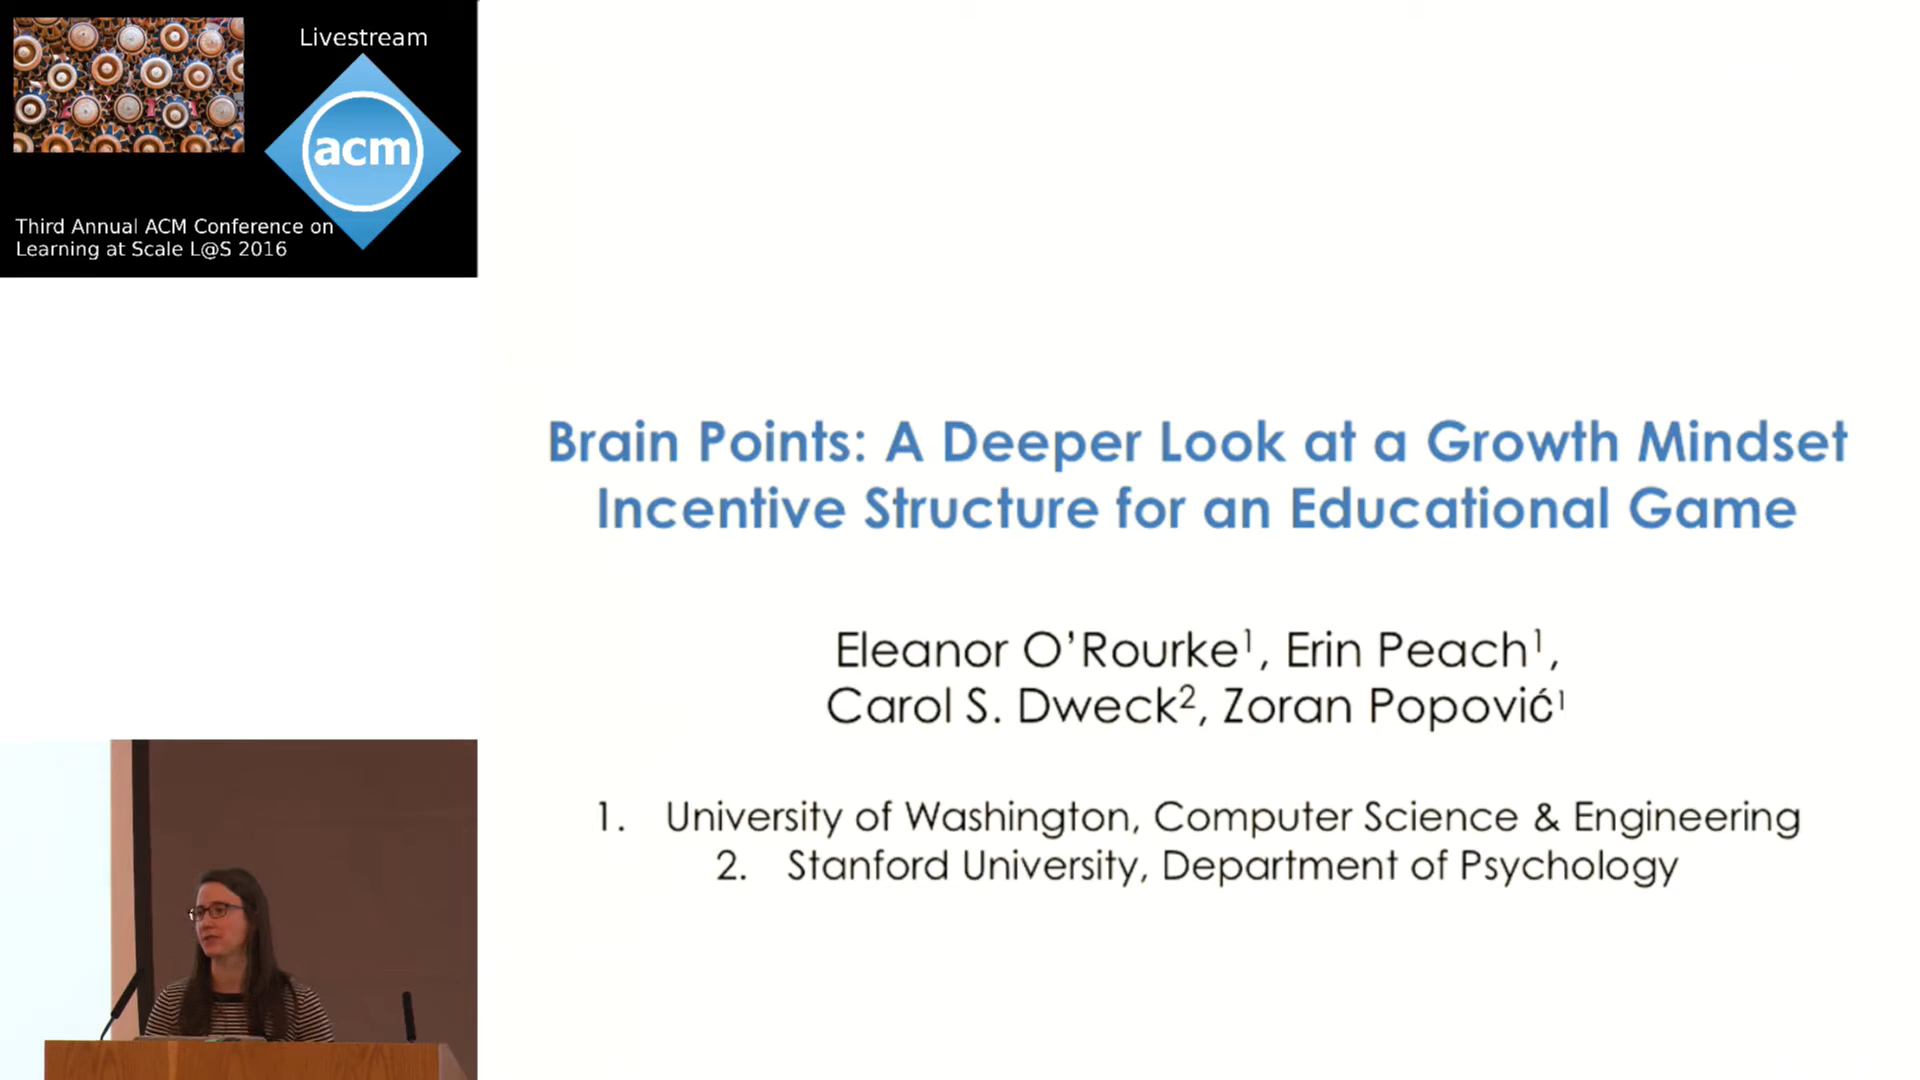 Livestream
acm
Third Annual ACM Conference on
Learning at Scale L@S 2016
Brain Points: A Deeper Look at a Growth Mindset
Incentive Structure for an Educational Game
Eleanor O'Rourke¹, Erin Peach¹,
Carol S. Dweck², Zoran Popović¹
1. University of Washington, Computer Science & Engineering
2. Stanford University, Department of Psychology